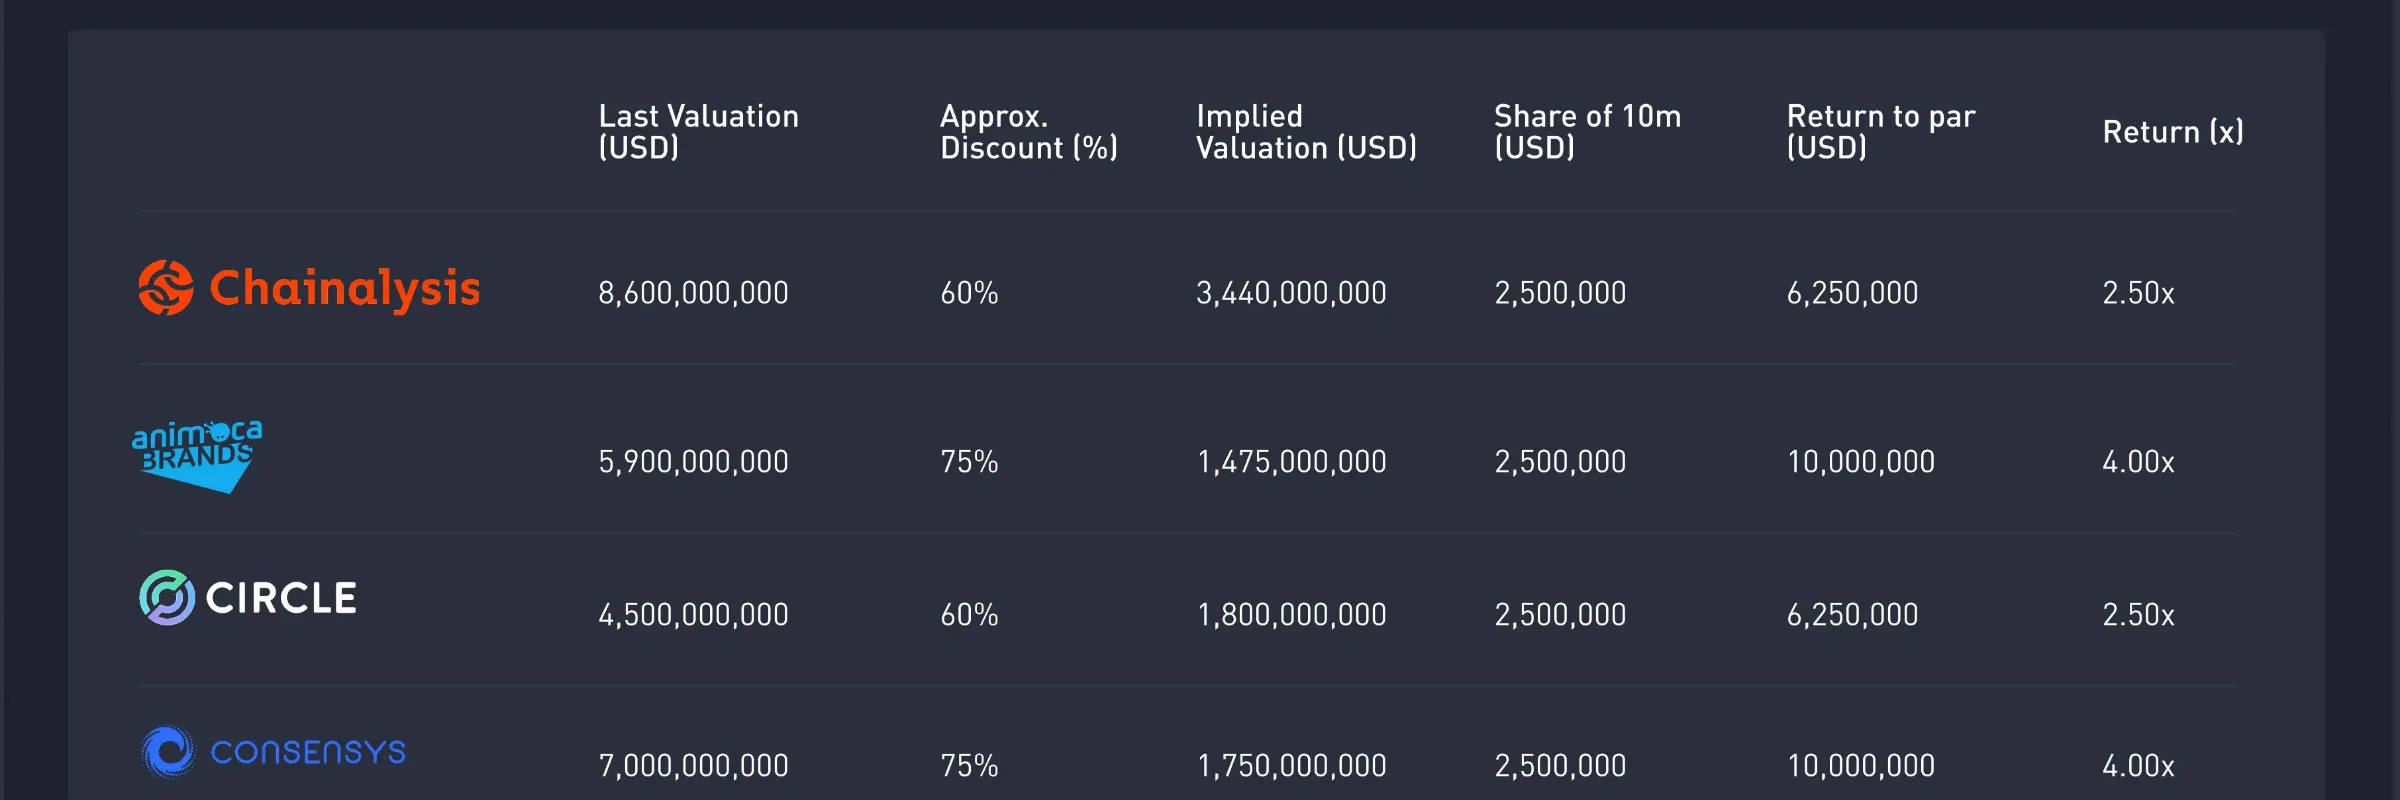 Last Valuation (USD) Approx. Discount (%) Implied Valuation (USD) Share of 10m (USD) Return to par (USD) Return (x)
Chainalysis 8,600,000,000 60% 3,440,000,000 2,500,000 6,250,000 2.50x
animoca BRANDS 5,900,000,000 75% 1,475,000,000 2,500,000 10,000,000 4.00x
CIRCLE 4,500,000,000 60% 1,800,000,000 2,500,000 6,250,000 2.50x
CONSENSYS 7,000,000,000 75% 1,750,000,000 2,500,000 10,000,000 4.00x